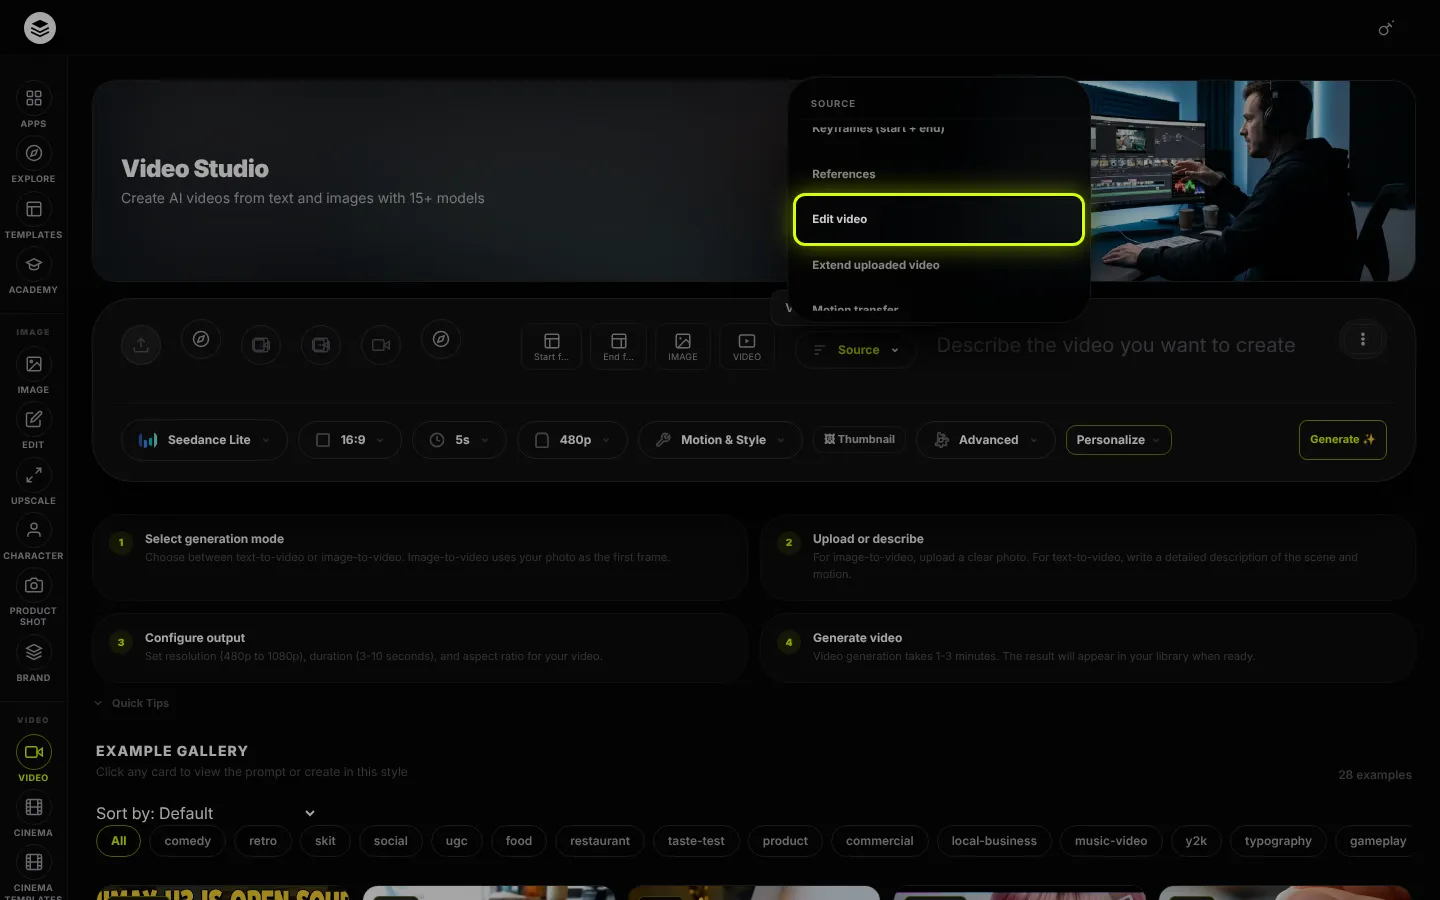 APPS
EXPLORE
TEMPLATES
ACADEMY
IMAGE
IMAGE
EDIT
UPSCALE
CHARACTER
PRODUCT
SHOT
BRAND
VIDEO
VIDEO
CINEMA
CINEMA
TEMPLATES
Video Studio
Create AI videos from text and images with 15+ models
SOURCE
Keyframes (start + end)
References
Edit video
Extend uploaded video
Motion transfer
Start f...
End f...
IMAGE
VIDEO
Source
Describe the video you want to create
Seedance Lite
16:9
5s
480p
Motion & Style
Thumbnail
Advanced
Personalize
Generate ✨
1
Select generation mode
Choose between text-to-video or image-to-video. Image-to-video uses your photo as the first frame.
2
Upload or describe
For image-to-video, upload a clear photo. For text-to-video, write a detailed description of the scene and
motion.
3
Configure output
Set resolution (480p to 1080p), duration (3-10 seconds), and aspect ratio for your video.
4
Generate video
Video generation takes 1-3 minutes. The result will appear in your library when ready.
Quick Tips
EXAMPLE GALLERY
Click any card to view the prompt or create in this style
28 examples
Sort by: Default
All
comedy
retro
skit
social
ugc
food
restaurant
taste-test
product
commercial
local-business
music-video
y2k
typography
gameplay